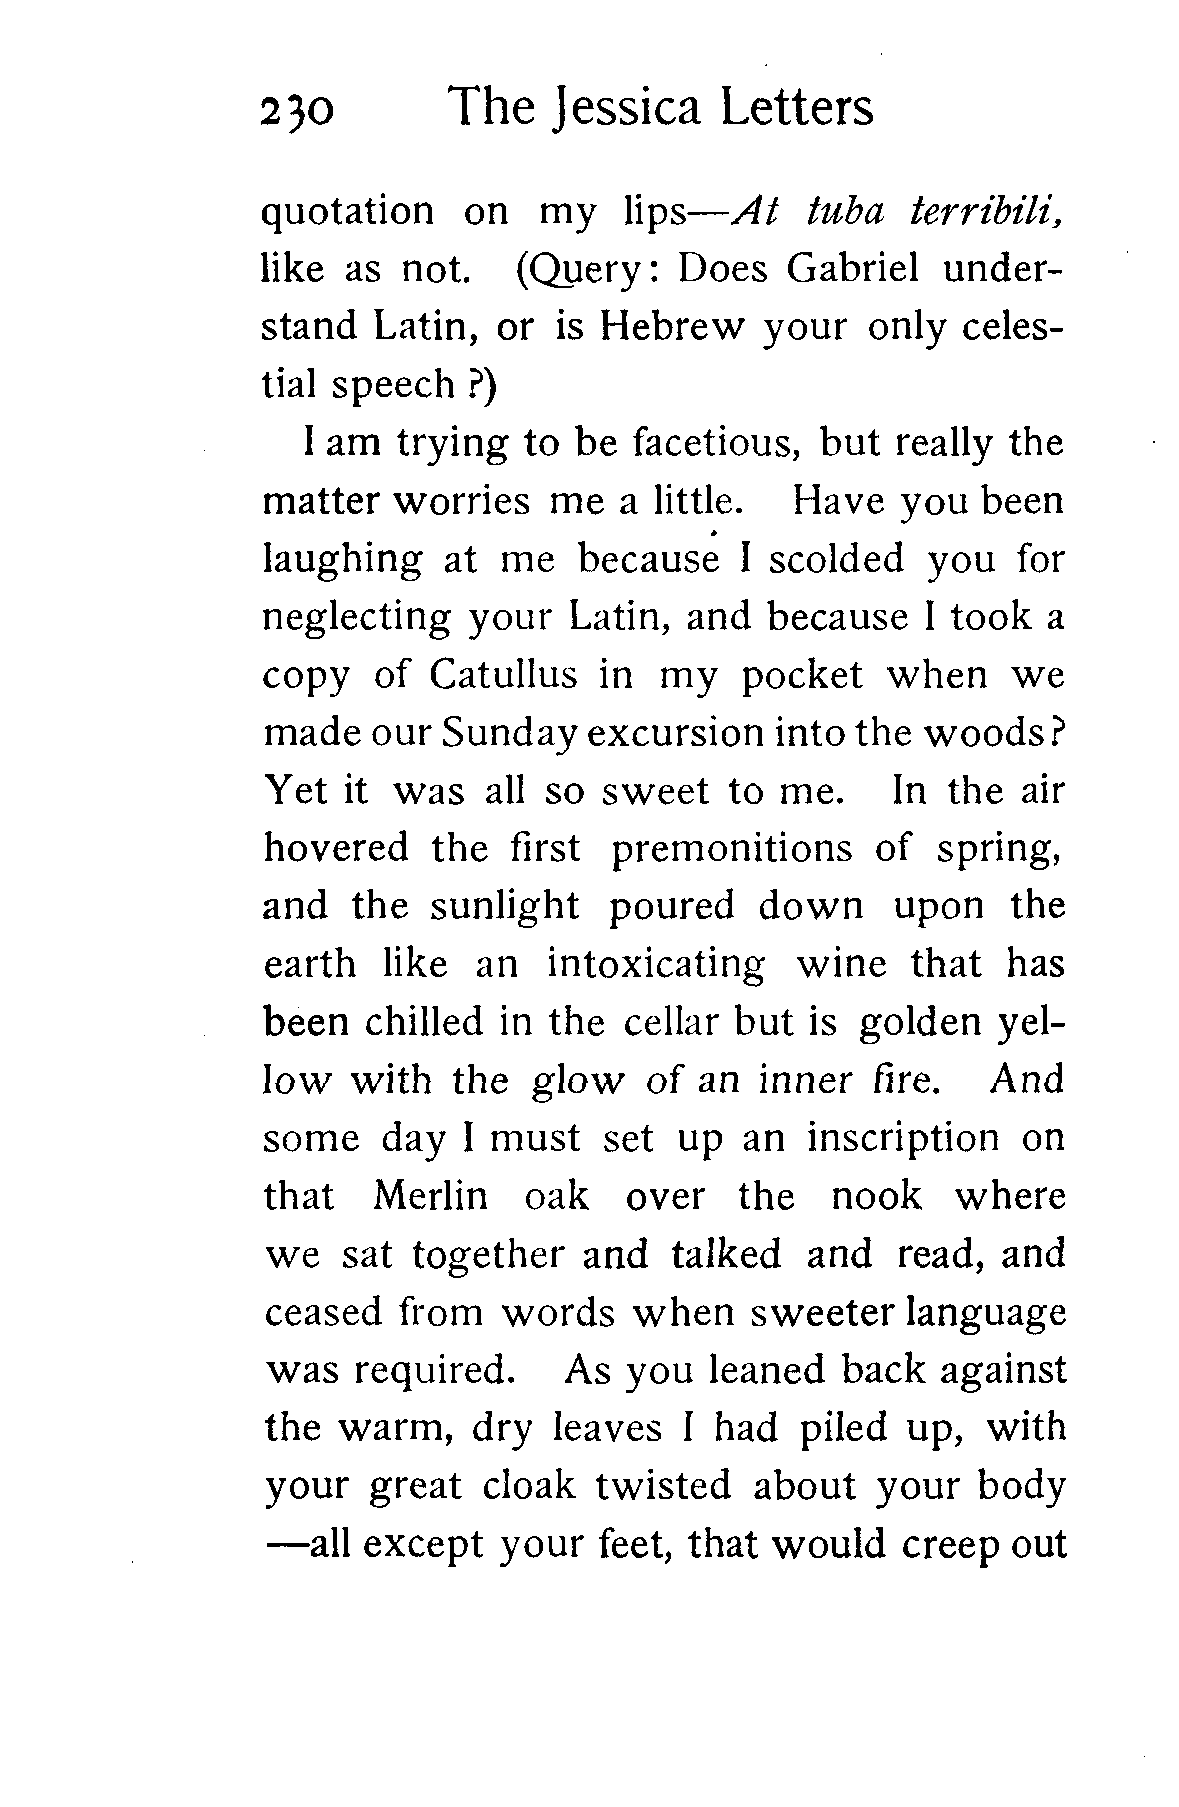 230 The Jessica Letters
quotation on my lips—At tuba terribili,
like as not. (Query: Does Gabriel under-
stand Latin, or is Hebrew your only celes-
tial speech?)
I am trying to be facetious, but really the
matter worries me a little. Have you been
laughing at me because I scolded you for
neglecting your Latin, and because I took a
copy of Catullus in my pocket when we
made our Sunday excursion into the woods?
Yet it was all so sweet to me. In the air
hovered the first premonitions of spring,
and the sunlight poured down upon the
earth like an intoxicating wine that has
been chilled in the cellar but is golden yel-
low with the glow of an inner fire. And
some day I must set up an inscription on
that Merlin oak over the nook where
we sat together and talked and read, and
ceased from words when sweeter language
was required. As you leaned back against
the warm, dry leaves I had piled up, with
your great cloak twisted about your body
—all except your feet, that would creep out